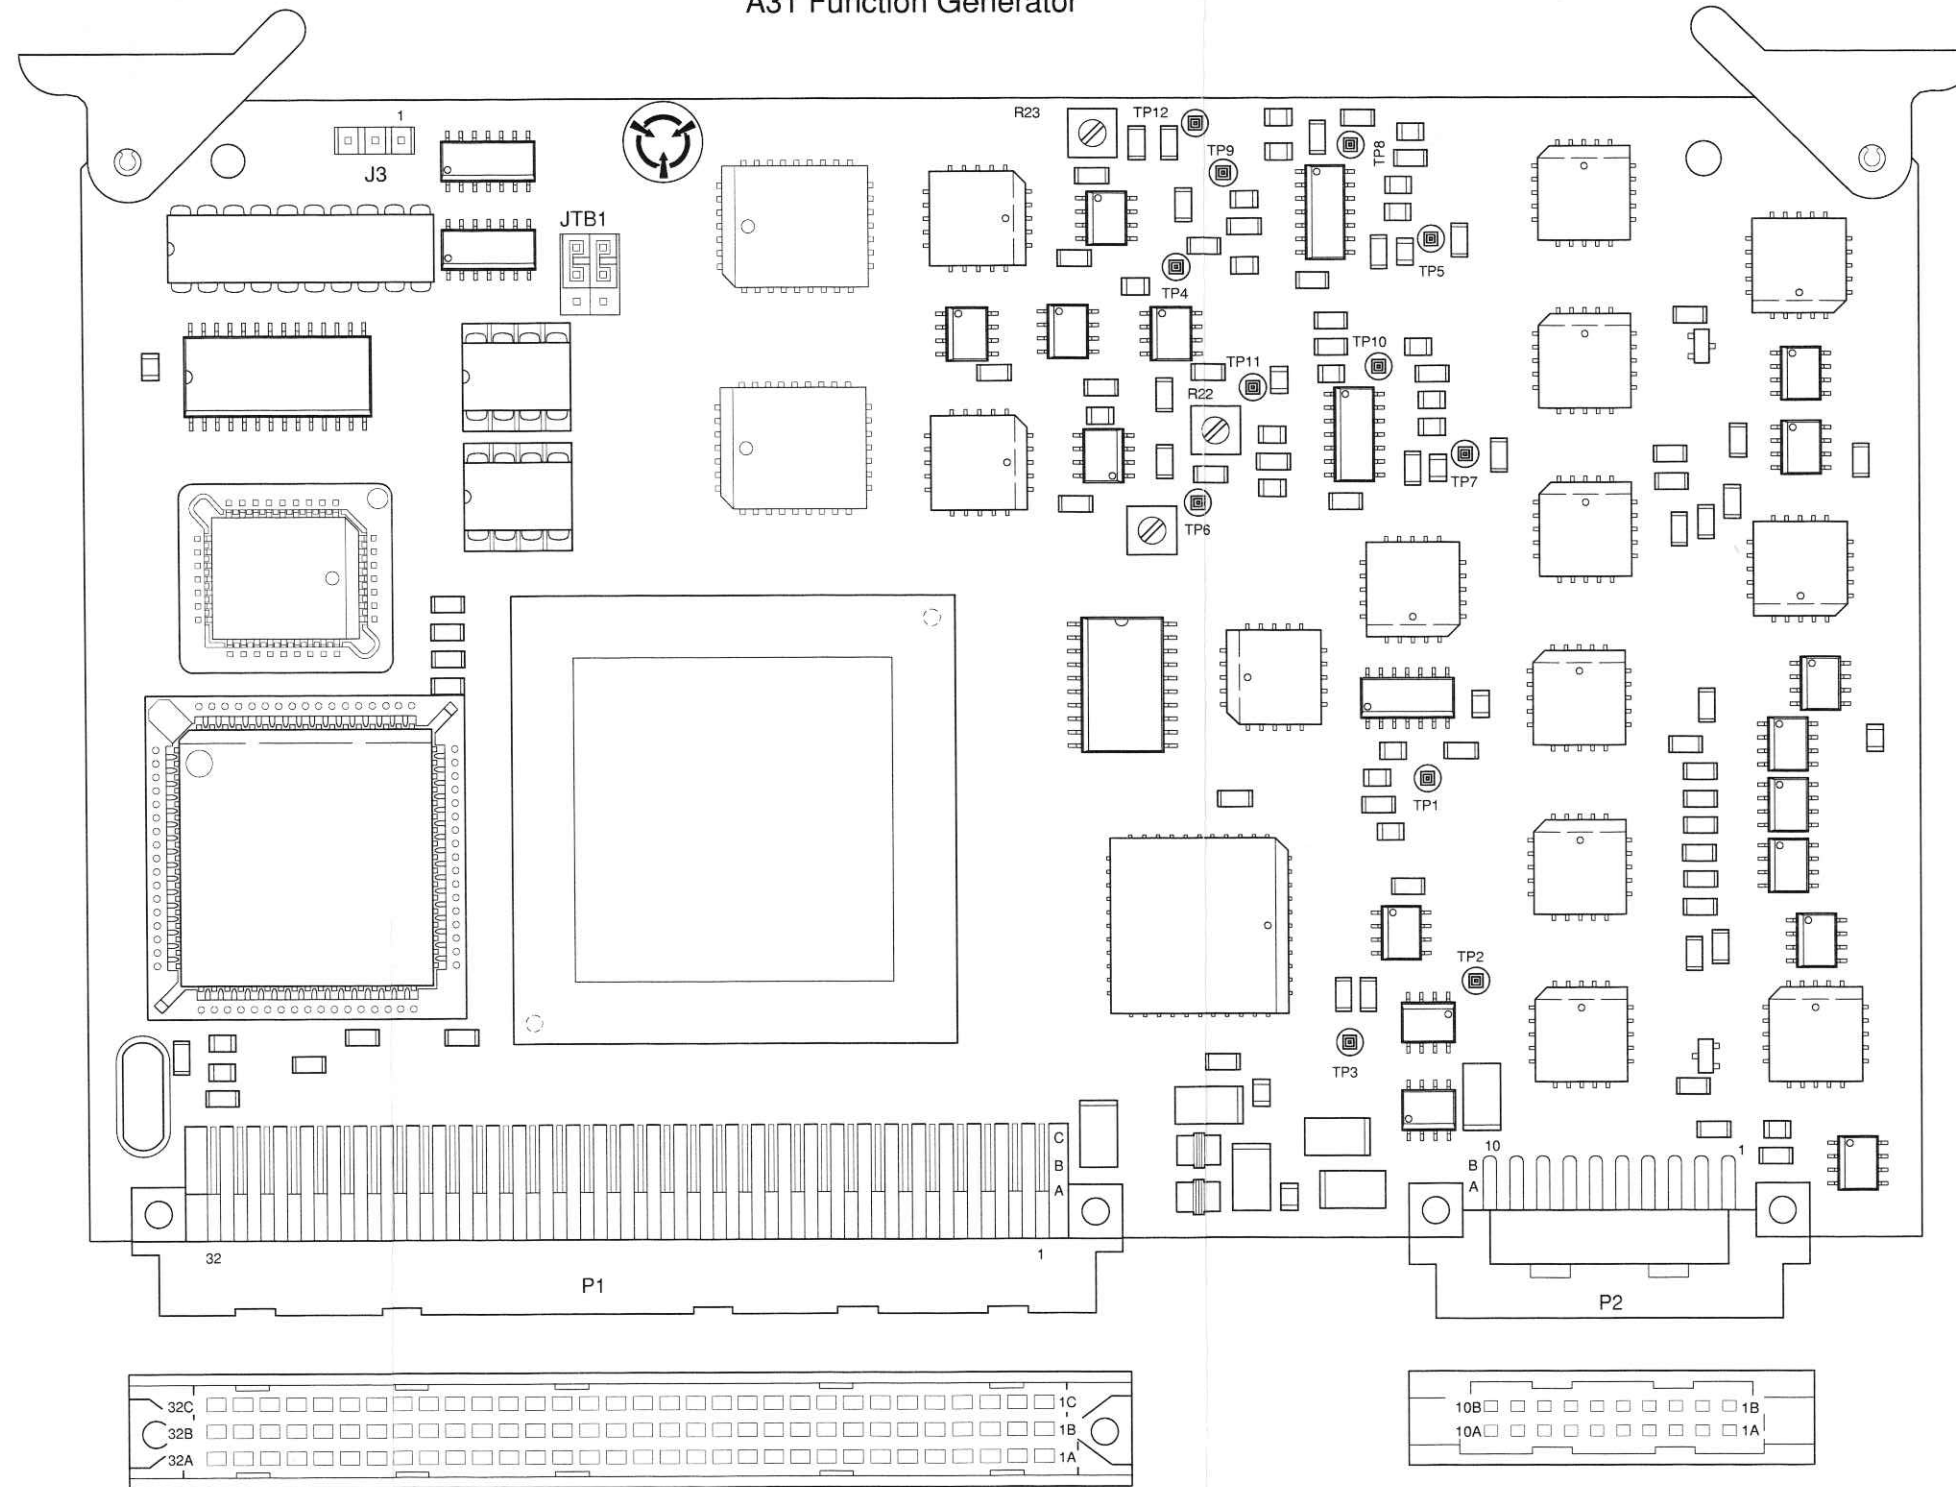 A31 Function Generator
R23
TP12
1
J3
TP9
TP8
JTB1
TP5
TP4
TP10
TP11
R22
TP7
TP6
TP1
TP2
TP3
C
B
A
10
1
B
A
32
1
P1
P2
32C
1C
32B
1B
32A
1A
10B
1B
10A
1A